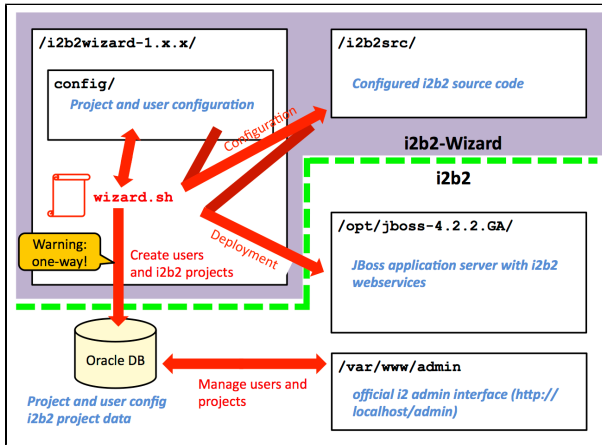 /i2b2wizard-1.x.x/
config/
Project and user configuration
wizard.sh
Warning:
one-way!
Create users
and i2b2 projects
Configuration
Deployment
/i2b2src/
Configured i2b2 source code
i2b2-Wizard
i2b2
/opt/jboss-4.2.2.GA/
JBoss application server with i2b2
webservices
Oracle DB
Project and user config
i2b2 project data
Manage users and
projects
/var/www/admin
official i2 admin interface (http://
localhost/admin)